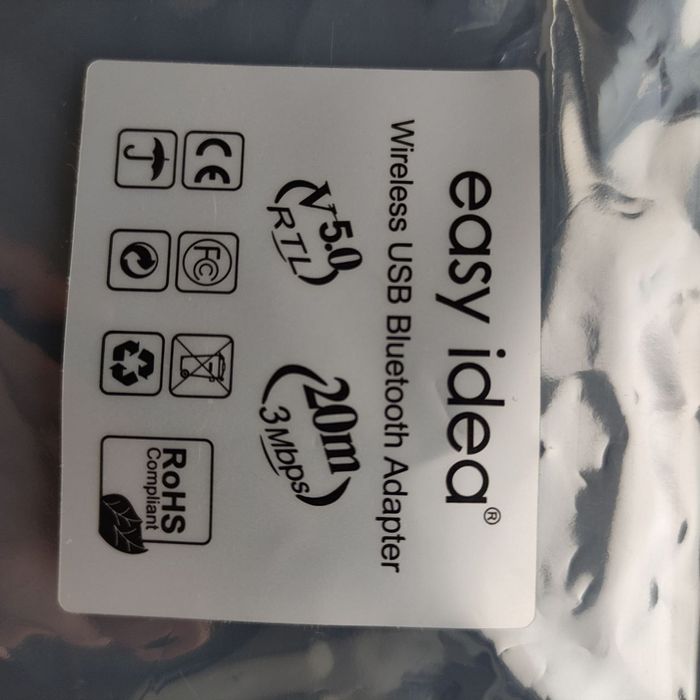 easy idea®
Wireless USB Bluetooth Adapter
V5.0
RTL
20m
3Mbps
CE
FC
RoHS
Compliant